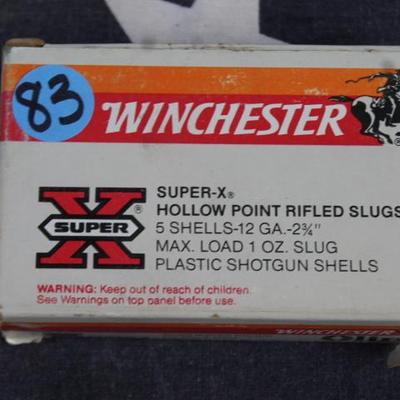 83
WINCHESTER
SUPER-X®
HOLLOW POINT RIFLED SLUGS
5 SHELLS-12 GA.-2¾"
MAX. LOAD 1 OZ. SLUG
PLASTIC SHOTGUN SHELLS
X SUPER ®
WARNING: Keep out of reach of children.
See Warnings on top panel before use.
WINCHESTER